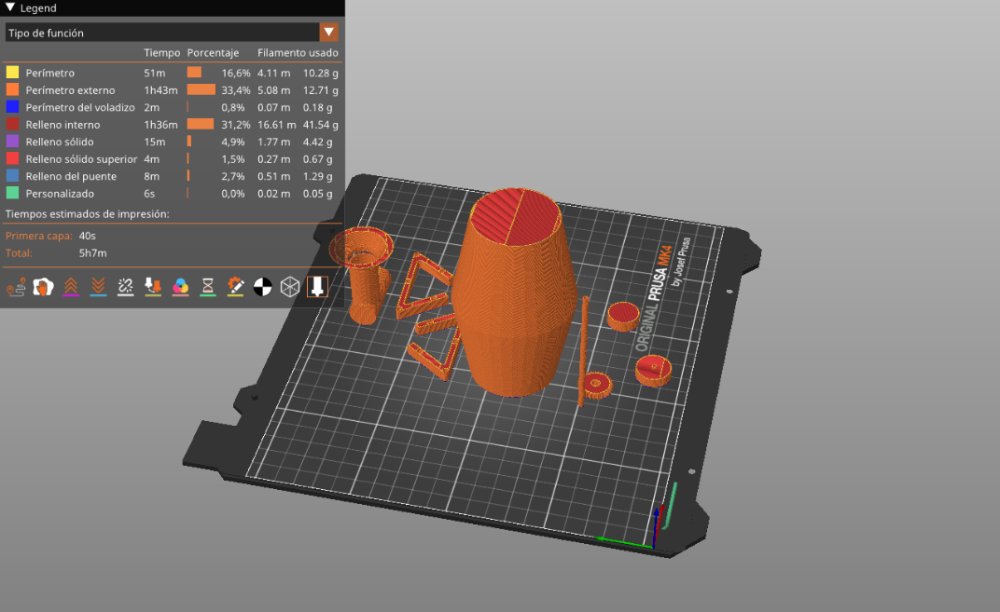 Legend
Tipo de función
Tiempo Porcentaje Filamento usado
Perímetro 51m 16,6% 4.11 m 10.28 g
Perímetro externo 1h43m 33,4% 5.08 m 12.71 g
Perímetro del voladizo 2m 0,8% 0.07 m 0.18 g
Relleno interno 1h36m 31,2% 16.61 m 41.54 g
Relleno sólido 15m 4,9% 1.77 m 4.42 g
Relleno sólido superior 4m 1,5% 0.27 m 0.67 g
Relleno del puente 8m 2,7% 0.51 m 1.29 g
Personalizado 6s 0,0% 0.02 m 0.05 g
Tiempos estimados de impresión:
Primera capa: 40s
Total: 5h7m
ORIGINAL PRUSA MK4
by Josef Prusa